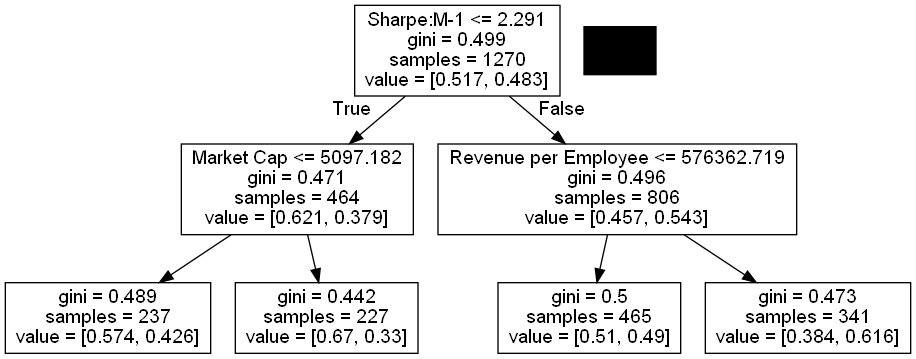 Sharpe:M-1 <= 2.291
gini = 0.499
samples = 1270
value = [0.517, 0.483]
True
False
Market Cap <= 5097.182
gini = 0.471
samples = 464
value = [0.621, 0.379]
Revenue per Employee <= 576362.719
gini = 0.496
samples = 806
value = [0.457, 0.543]
gini = 0.489
samples = 237
value = [0.574, 0.426]
gini = 0.442
samples = 227
value = [0.67, 0.33]
gini = 0.5
samples = 465
value = [0.51, 0.49]
gini = 0.473
samples = 341
value = [0.384, 0.616]